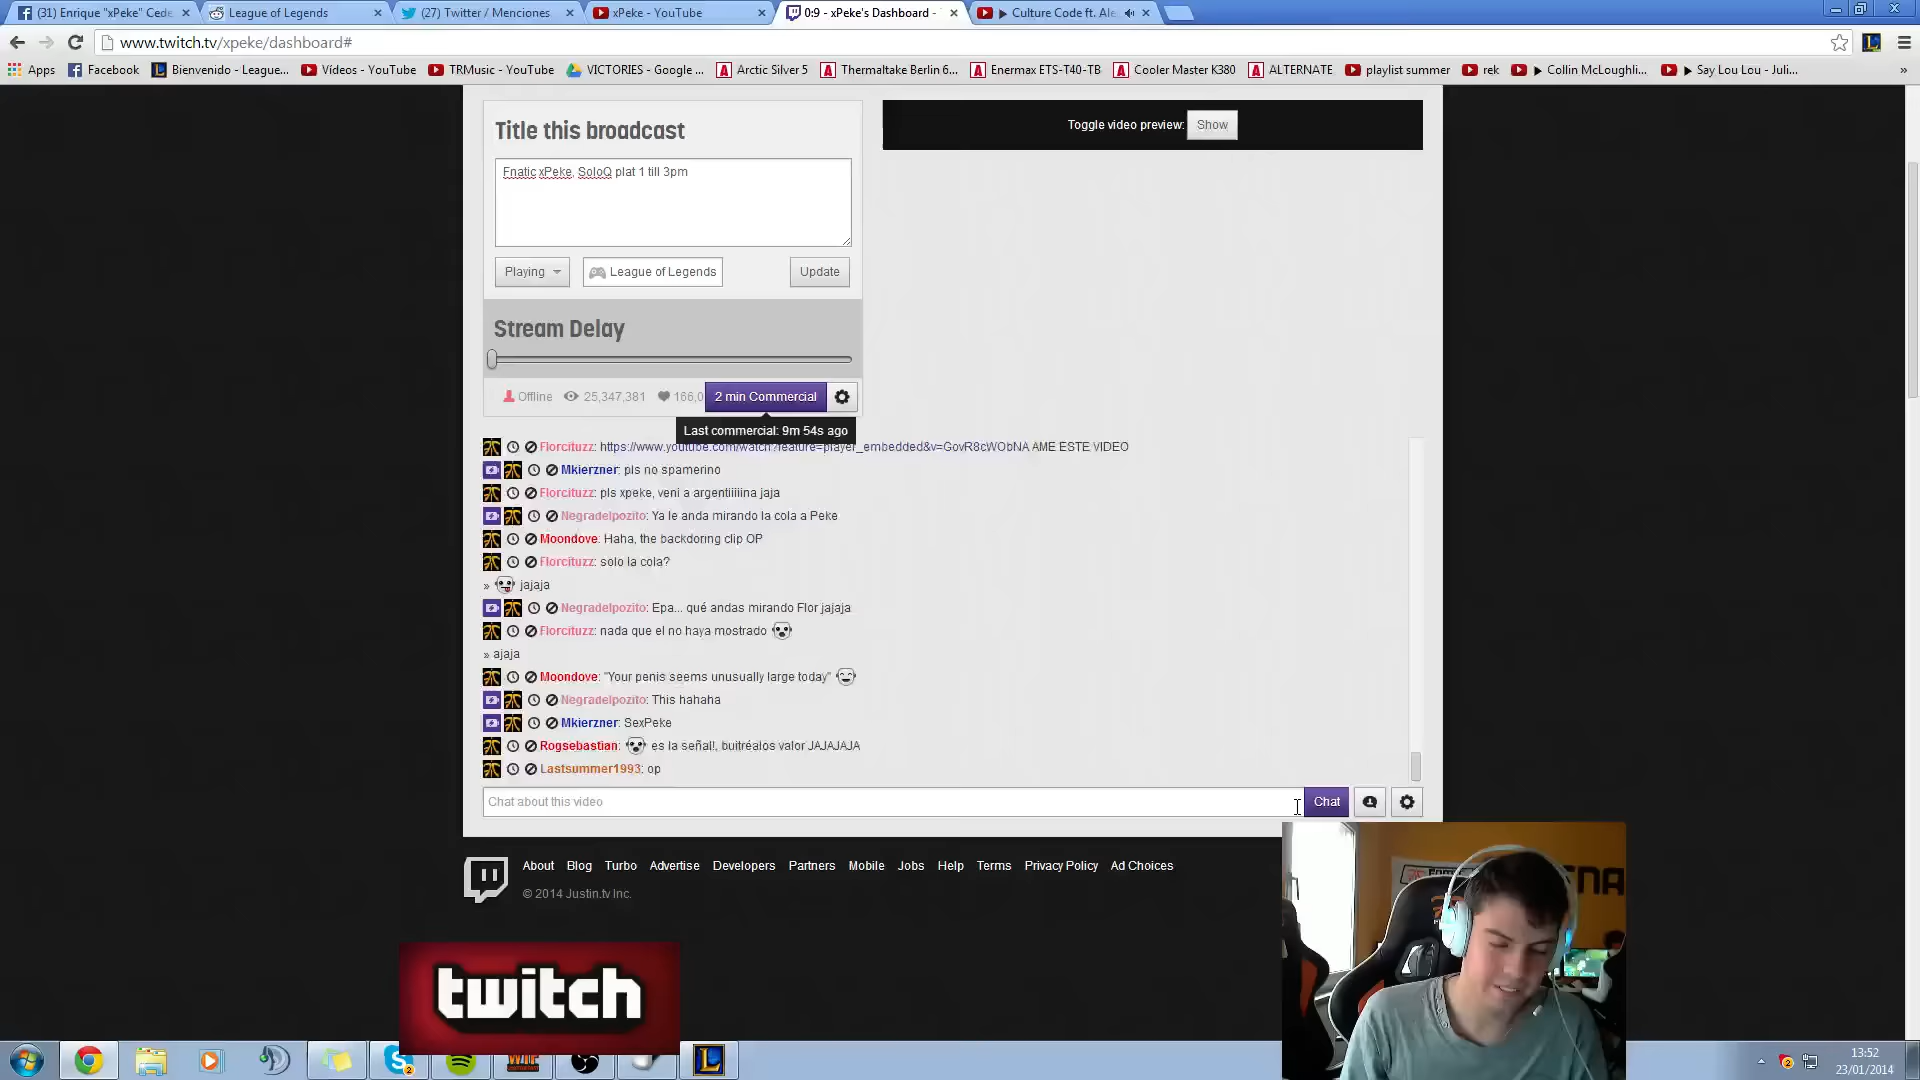 (31) Enrique "xPeke" Cede
League of Legends
(27) Twitter / Menciones
xPeke - YouTube
0:9 - xPeke's Dashboard -
▶ Culture Code ft. Ale
www.twitch.tv/xpeke/dashboard#
Apps
Facebook
Bienvenido - League...
Vídeos - YouTube
TRMusic - YouTube
VICTORIES - Google ...
Arctic Silver 5
Thermaltake Berlin 6...
Enermax ETS-T40-TB
Cooler Master K380
ALTERNATE
playlist summer
rek
▶ Collin McLoughli...
▶ Say Lou Lou - Juli...
»
Title this broadcast
Toggle video preview: Show
Fnatic xPeke, SoloQ plat 1 till 3pm
Playing
League of Legends
Update
Stream Delay
Offline
25,347,381
166,0
2 min Commercial
Last commercial: 9m 54s ago
Florcituzz: https://www.youtube.com/watch?feature=player_embedded&v=GovR8cWObNA AME ESTE VIDEO
Mkierzner: pls no spamerino
Florcituzz: pls xpeke, veni a argentiiiiina jaja
Negradelpozito: Ya le anda mirando la cola a Peke
Moondove: Haha, the backdoring clip OP
Florcituzz: solo la cola?
» jajaja
Negradelpozito: Epa... qué andas mirando Flor jajaja
Florcituzz: nada que el no haya mostrado
» ajaja
Moondove: "Your penis seems unusually large today"
Negradelpozito: This hahaha
Mkierzner: SexPeke
Rogsebastian: es la señal!, buitréalos valor JAJAJAJA
Lastsummer1993: op
Chat about this video
Chat
About
Blog
Turbo
Advertise
Developers
Partners
Mobile
Jobs
Help
Terms
Privacy Policy
Ad Choices
© 2014 Justin.tv Inc.
twitch
13:52
23/01/2014